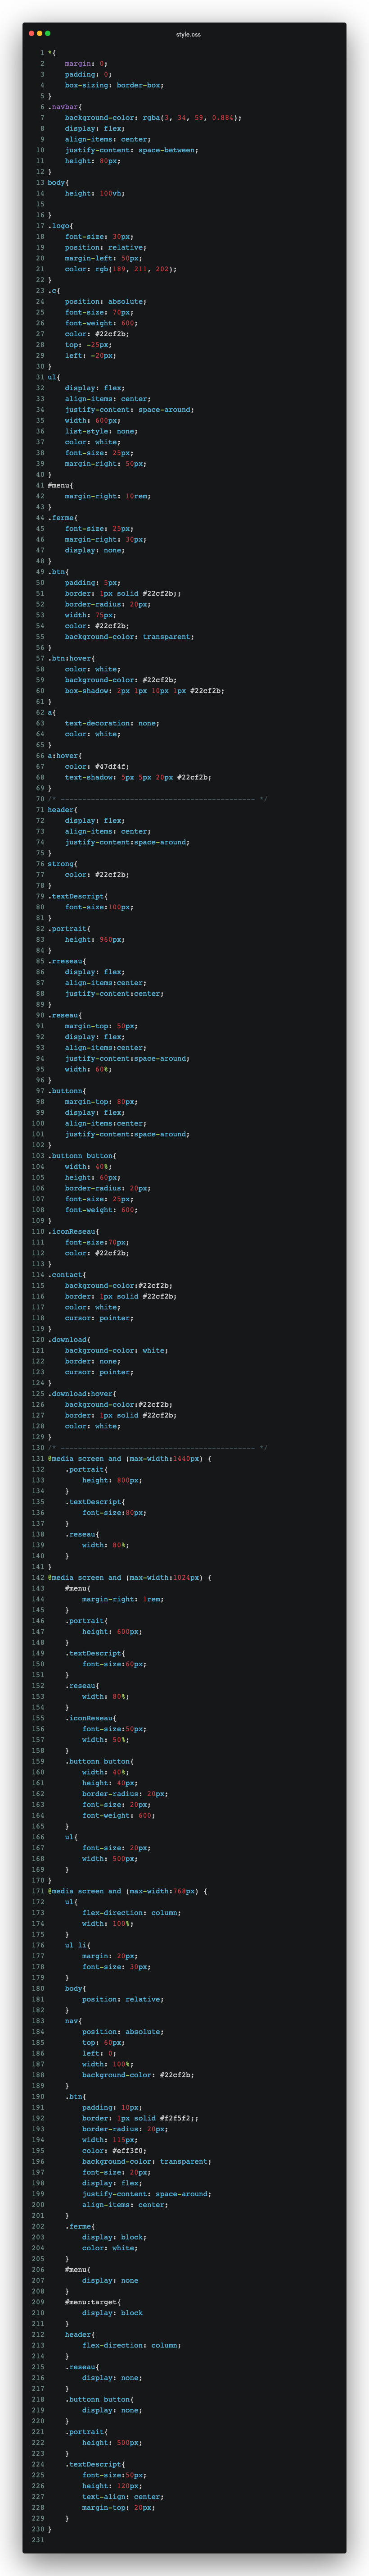 style.css
1 *{
2     margin: 0;
3     padding: 0;
4     box-sizing: border-box;
5 }
6 .navbar{
7     background-color: rgba(3, 34, 59, 0.884);
8     display: flex;
9     align-items: center;
10     justify-content: space-between;
11     height: 80px;
12 }
13 body{
14     height: 100vh;
15
16 }
17 .logo{
18     font-size: 30px;
19     position: relative;
20     margin-left: 50px;
21     color: rgb(189, 211, 202);
22 }
23 .c{
24     position: absolute;
25     font-size: 70px;
26     font-weight: 600;
27     color: #22cf2b;
28     top: -25px;
29     left: -20px;
30 }
31 ul{
32     display: flex;
33     align-items: center;
34     justify-content: space-around;
35     width: 600px;
36     list-style: none;
37     color: white;
38     font-size: 25px;
39     margin-right: 50px;
40 }
41 #menu{
42     margin-right: 10rem;
43 }
44 .ferme{
45     font-size: 25px;
46     margin-right: 30px;
47     display: none;
48 }
49 .btn{
50     padding: 5px;
51     border: 1px solid #22cf2b;;
52     border-radius: 20px;
53     width: 75px;
54     color: #22cf2b;
55     background-color: transparent;
56 }
57 .btn:hover{
58     color: white;
59     background-color: #22cf2b;
60     box-shadow: 2px 1px 10px 1px #22cf2b;
61 }
62 a{
63     text-decoration: none;
64     color: white;
65 }
66 a:hover{
67     color: #47df4f;
68     text-shadow: 5px 5px 20px #22cf2b;
69 }
70 /* --------------------------------------------- */
71 header{
72     display: flex;
73     align-items: center;
74     justify-content:space-around;
75 }
76 strong{
77     color: #22cf2b;
78 }
79 .textDescript{
80     font-size:100px;
81 }
82 .portrait{
83     height: 960px;
84 }
85 .rreseau{
86     display: flex;
87     align-items:center;
88     justify-content:center;
89 }
90 .reseau{
91     margin-top: 50px;
92     display: flex;
93     align-items:center;
94     justify-content:space-around;
95     width: 60%;
96 }
97 .buttonn{
98     margin-top: 80px;
99     display: flex;
100     align-items:center;
101     justify-content:space-around;
102 }
103 .buttonn button{
104     width: 40%;
105     height: 60px;
106     border-radius: 20px;
107     font-size: 25px;
108     font-weight: 600;
109 }
110 .iconReseau{
111     font-size:70px;
112     color: #22cf2b;
113 }
114 .contact{
115     background-color:#22cf2b;
116     border: 1px solid #22cf2b;
117     color: white;
118     cursor: pointer;
119 }
120 .download{
121     background-color: white;
122     border: none;
123     cursor: pointer;
124 }
125 .download:hover{
126     background-color:#22cf2b;
127     border: 1px solid #22cf2b;
128     color: white;
129 }
130 /* --------------------------------------------- */
131 @media screen and (max-width:1440px) {
132     .portrait{
133         height: 800px;
134     }
135     .textDescript{
136         font-size:80px;
137     }
138     .reseau{
139         width: 80%;
140     }
141 }
142 @media screen and (max-width:1024px) {
143     #menu{
144         margin-right: 1rem;
145     }
146     .portrait{
147         height: 600px;
148     }
149     .textDescript{
150         font-size:60px;
151     }
152     .reseau{
153         width: 80%;
154     }
155     .iconReseau{
156         font-size:50px;
157         width: 50%;
158     }
159     .buttonn button{
160         width: 40%;
161         height: 40px;
162         border-radius: 20px;
163         font-size: 20px;
164         font-weight: 600;
165     }
166     ul{
167         font-size: 20px;
168         width: 500px;
169     }
170 }
171 @media screen and (max-width:768px) {
172     ul{
173         flex-direction: column;
174         width: 100%;
175     }
176     ul li{
177         margin: 20px;
178         font-size: 30px;
179     }
180     body{
181         position: relative;
182     }
183     nav{
184         position: absolute;
185         top: 60px;
186         left: 0;
187         width: 100%;
188         background-color: #22cf2b;
189     }
190     .btn{
191         padding: 10px;
192         border: 1px solid #f2f5f2;;
193         border-radius: 20px;
194         width: 115px;
195         color: #eff3f0;
196         background-color: transparent;
197         font-size: 20px;
198         display: flex;
199         justify-content: space-around;
200         align-items: center;
201     }
202     .ferme{
203         display: block;
204         color: white;
205     }
206     #menu{
207         display: none
208     }
209     #menu:target{
210         display: block
211     }
212     header{
213         flex-direction: column;
214     }
215     .reseau{
216         display: none;
217     }
218     .buttonn button{
219         display: none;
220     }
221     .portrait{
222         height: 500px;
223     }
224     .textDescript{
225         font-size:50px;
226         height: 120px;
227         text-align: center;
228         margin-top: 20px;
229     }
230 }
231